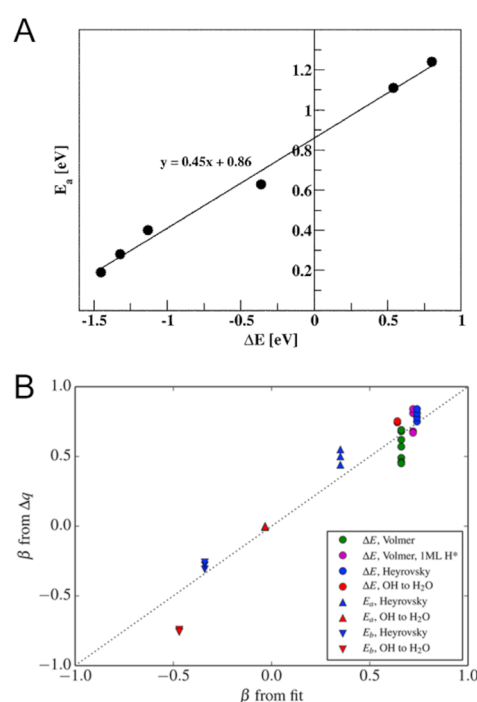 A
1.2
1
0.8
0.6
0.4
0.2
y = 0.45x + 0.86
E_a [eV]
-1.5 -1 -0.5 0 0.5 1
ΔE [eV]
B
1.0
0.5
0.0
−0.5
−1.0
β from Δq
ΔE, Volmer
ΔE, Volmer, 1ML H*
ΔE, Heyrovsky
ΔE, OH to H₂O
E_a, Heyrovsky
E_a, OH to H₂O
E_b, Heyrovsky
E_b, OH to H₂O
−1.0 −0.5 0.0 0.5 1.0
β from fit